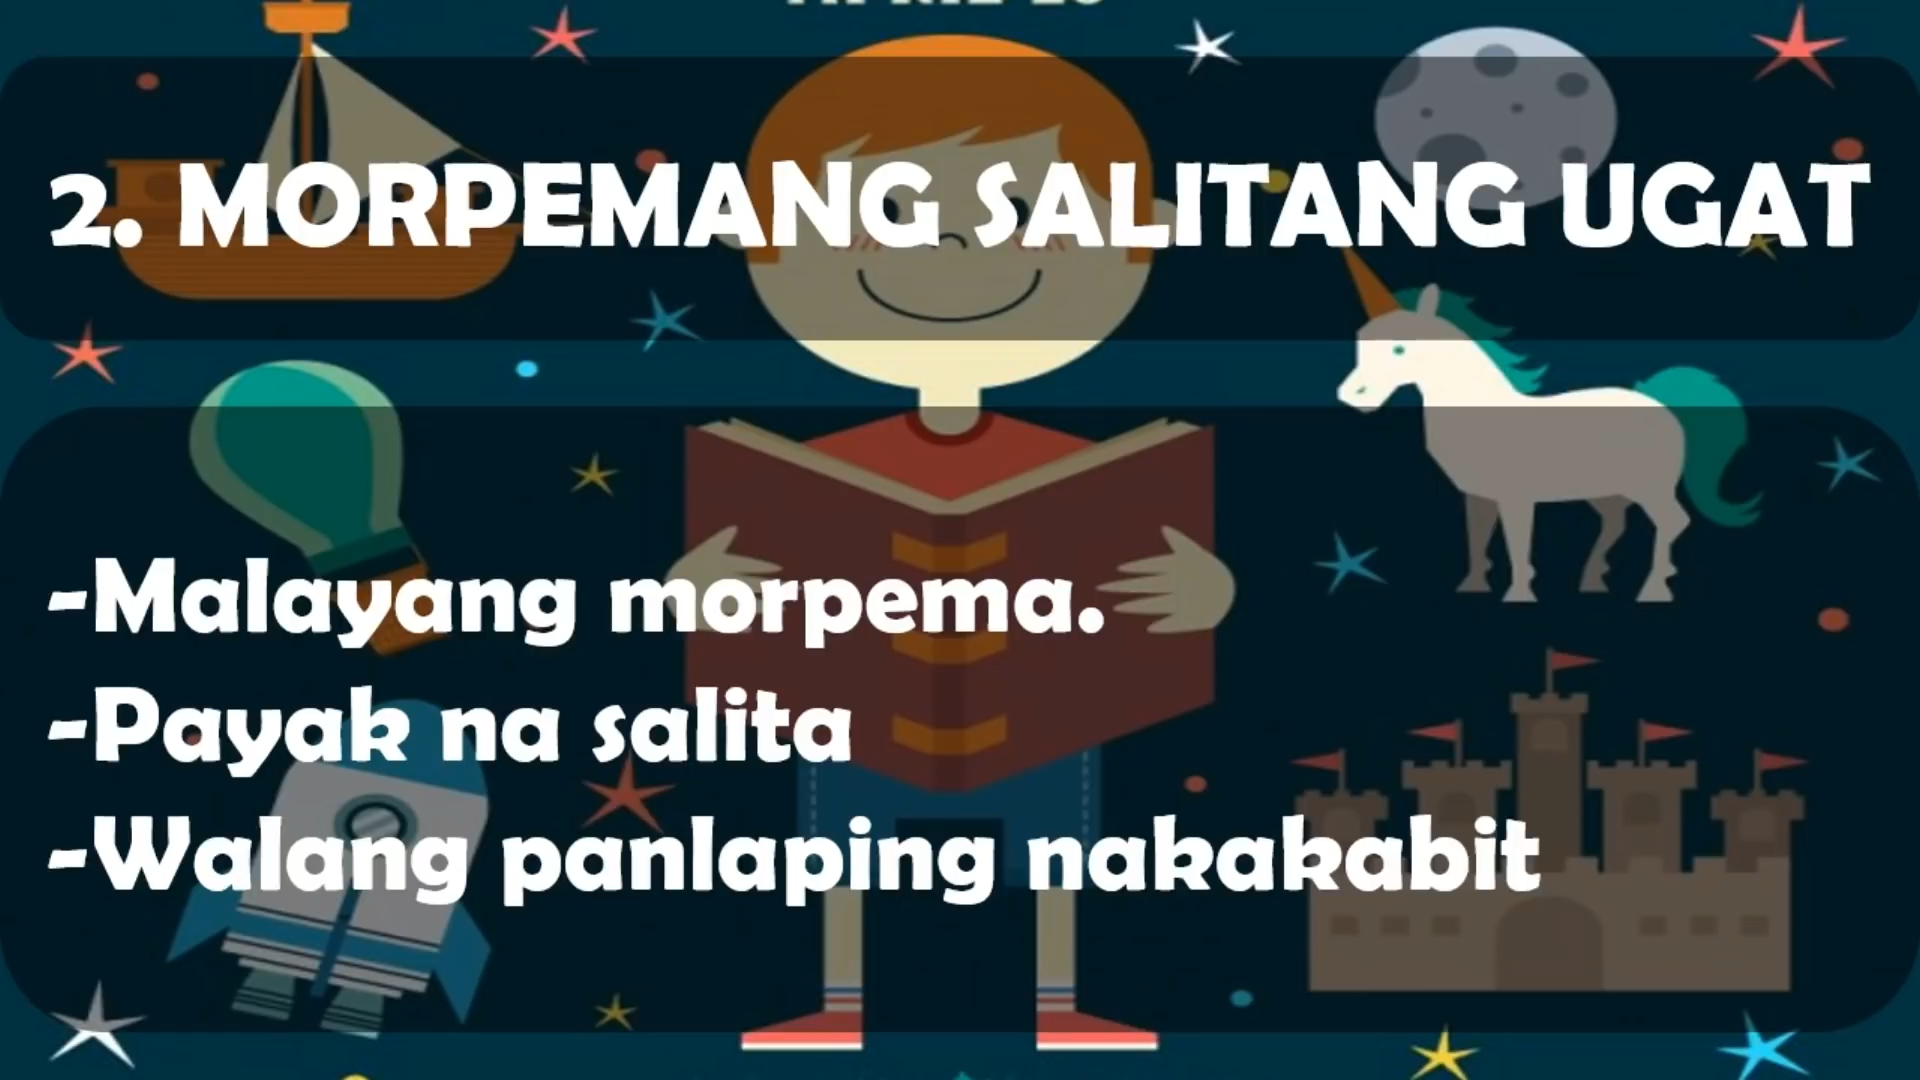 2. MORPEMANG SALITANG UGAT
-Malayang morpema.
-Payak na salita
-Walang panlaping nakakabit